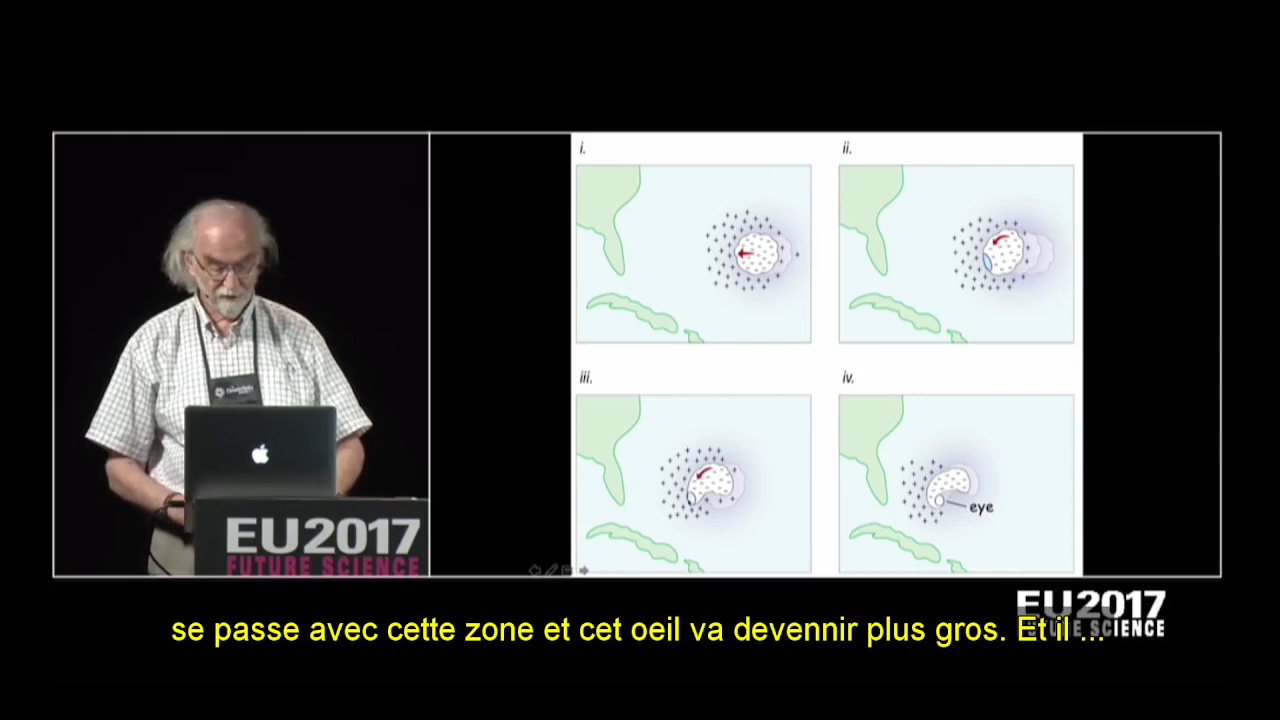 i.
ii.
iii.
iv.
eye
EU2017
FUTURE SCIENCE
EU2017
FUTURE SCIENCE
se passe avec cette zone et cet oeil va devennir plus gros. Et il ...